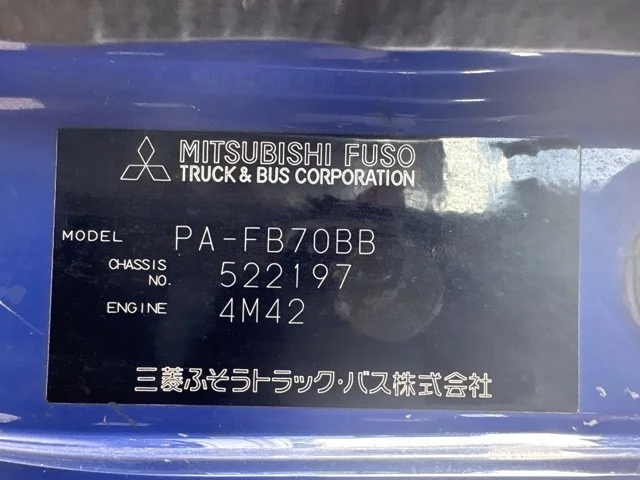 MITSUBISHI FUSO
TRUCK & BUS CORPORATION
MODEL PA-FB70BB
CHASSIS NO. 522197
ENGINE 4M42
三菱ふそうトラック・バス株式会社